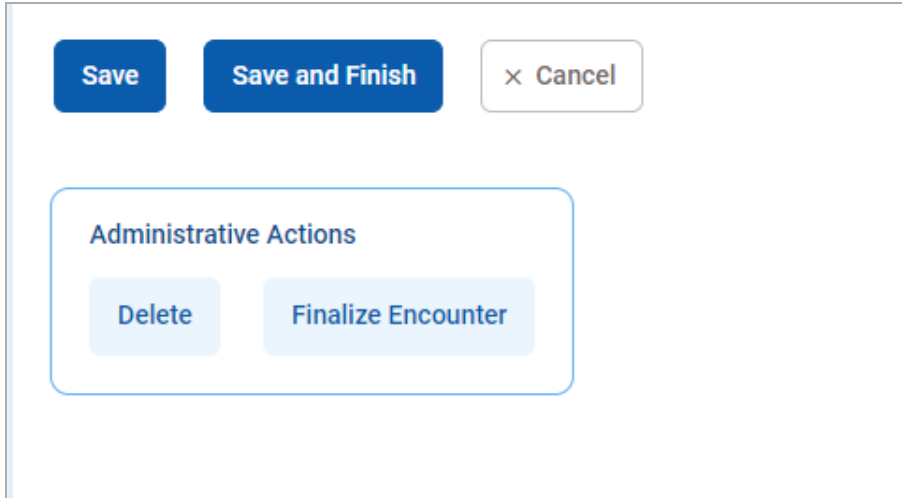 Save Save and Finish × Cancel
Administrative Actions
Delete Finalize Encounter